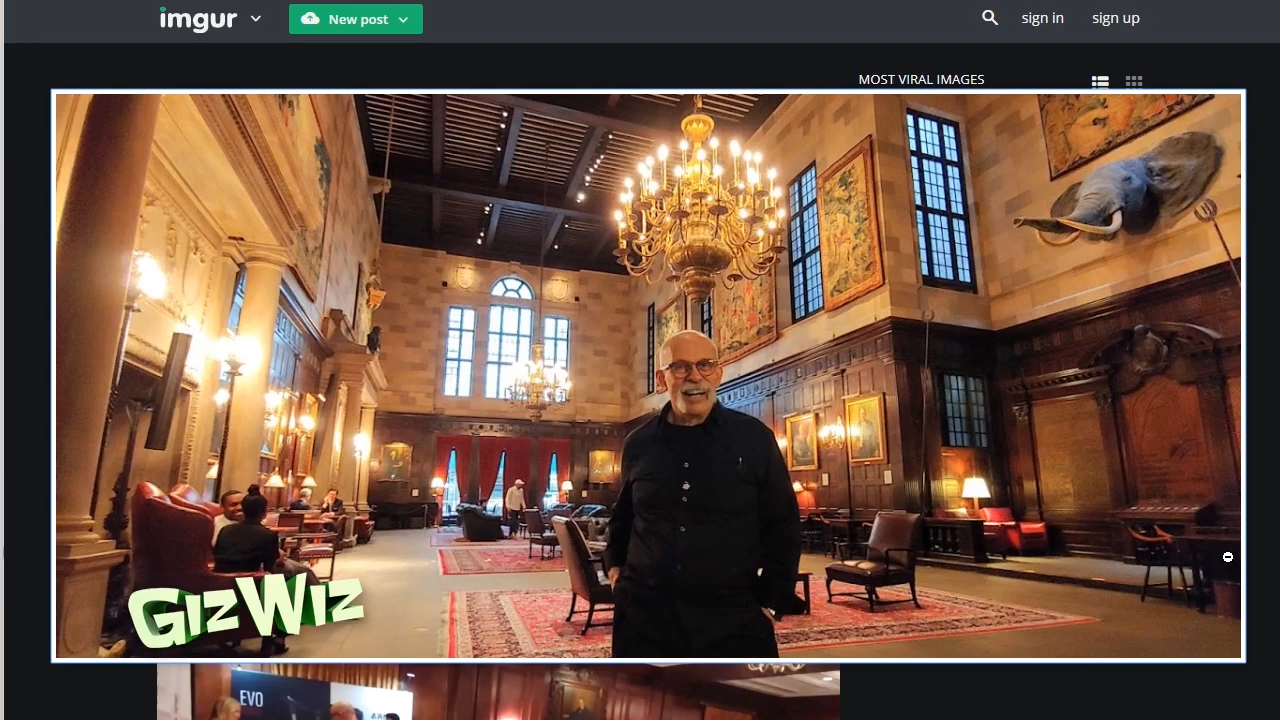 imgur
New post
sign in
sign up
MOST VIRAL IMAGES
GIZWIZ
EVO